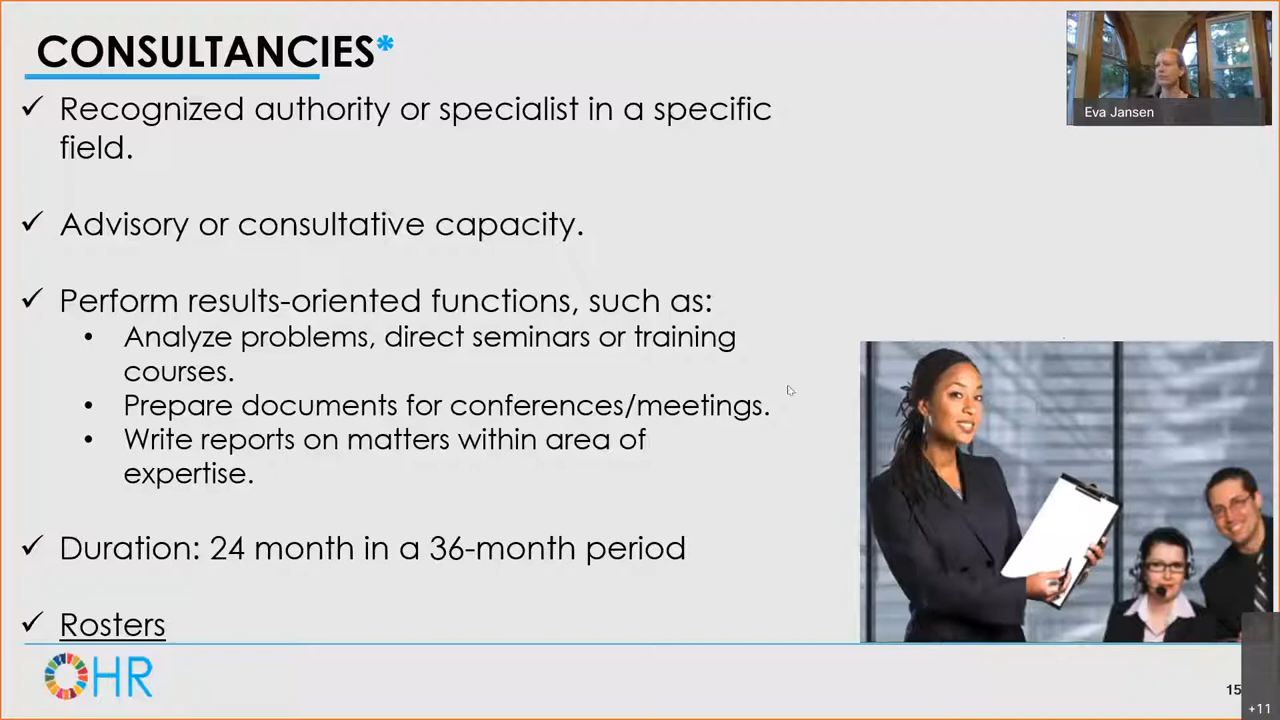 CONSULTANCIES*
Eva Jansen
✓ Recognized authority or specialist in a specific
field.
✓ Advisory or consultative capacity.
✓ Perform results-oriented functions, such as:
• Analyze problems, direct seminars or training
courses.
• Prepare documents for conferences/meetings.
• Write reports on matters within area of
expertise.
✓ Duration: 24 month in a 36-month period
✓ Rosters
OHR
15
+11